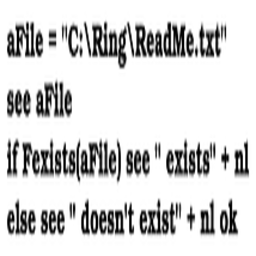 aFile = "C:\Ring\ReadMe.txt"
see aFile
if Fexists(aFile) see " exists" + nl
else see " doesn't exist" + nl ok